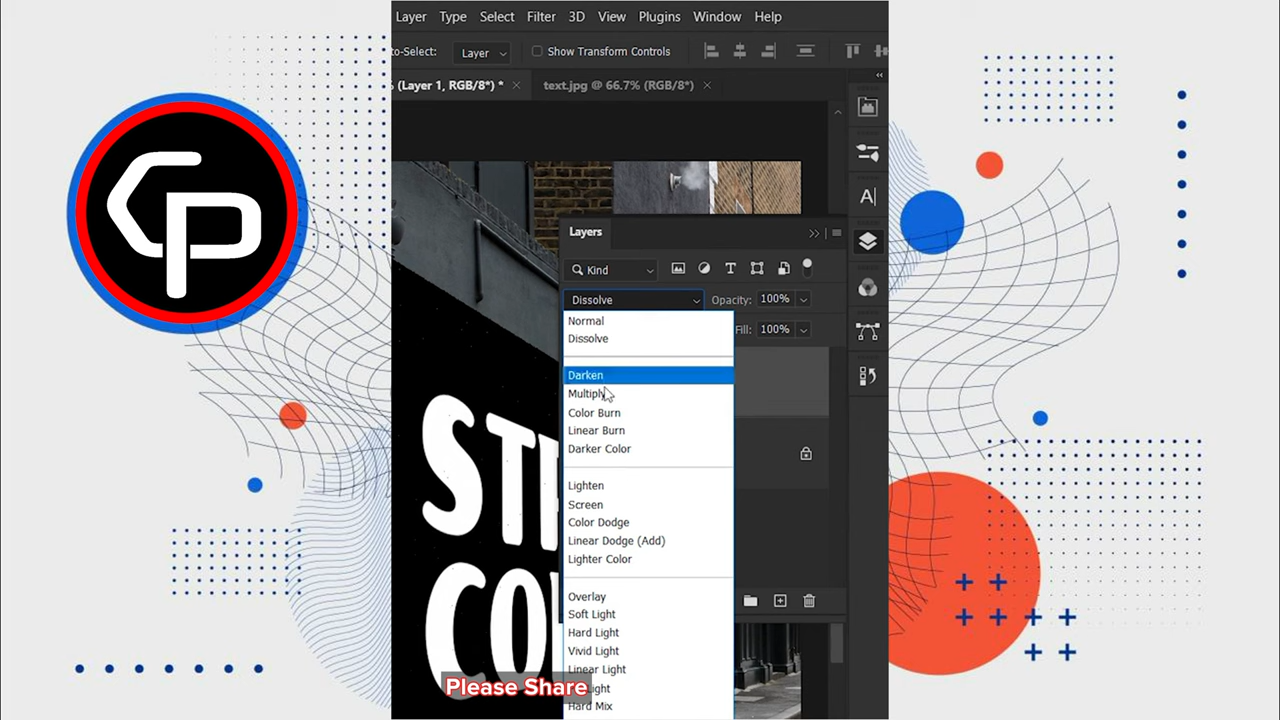 Layer Type Select Filter 3D View Plugins Window Help
to-Select: Layer Show Transform Controls
% (Layer 1, RGB/8*) * × text.jpg @ 66.7% (RGB/8*) ×
CP
A|
Layers
Kind T
Dissolve Opacity: 100%
Normal
Fill: 100%
Dissolve
Darken
Multiply
Color Burn
Linear Burn
Darker Color
Lighten
Screen
Color Dodge
Linear Dodge (Add)
Lighter Color
Overlay
Soft Light
Hard Light
Vivid Light
Linear Light
Light
Hard Mix
CO
Please Share